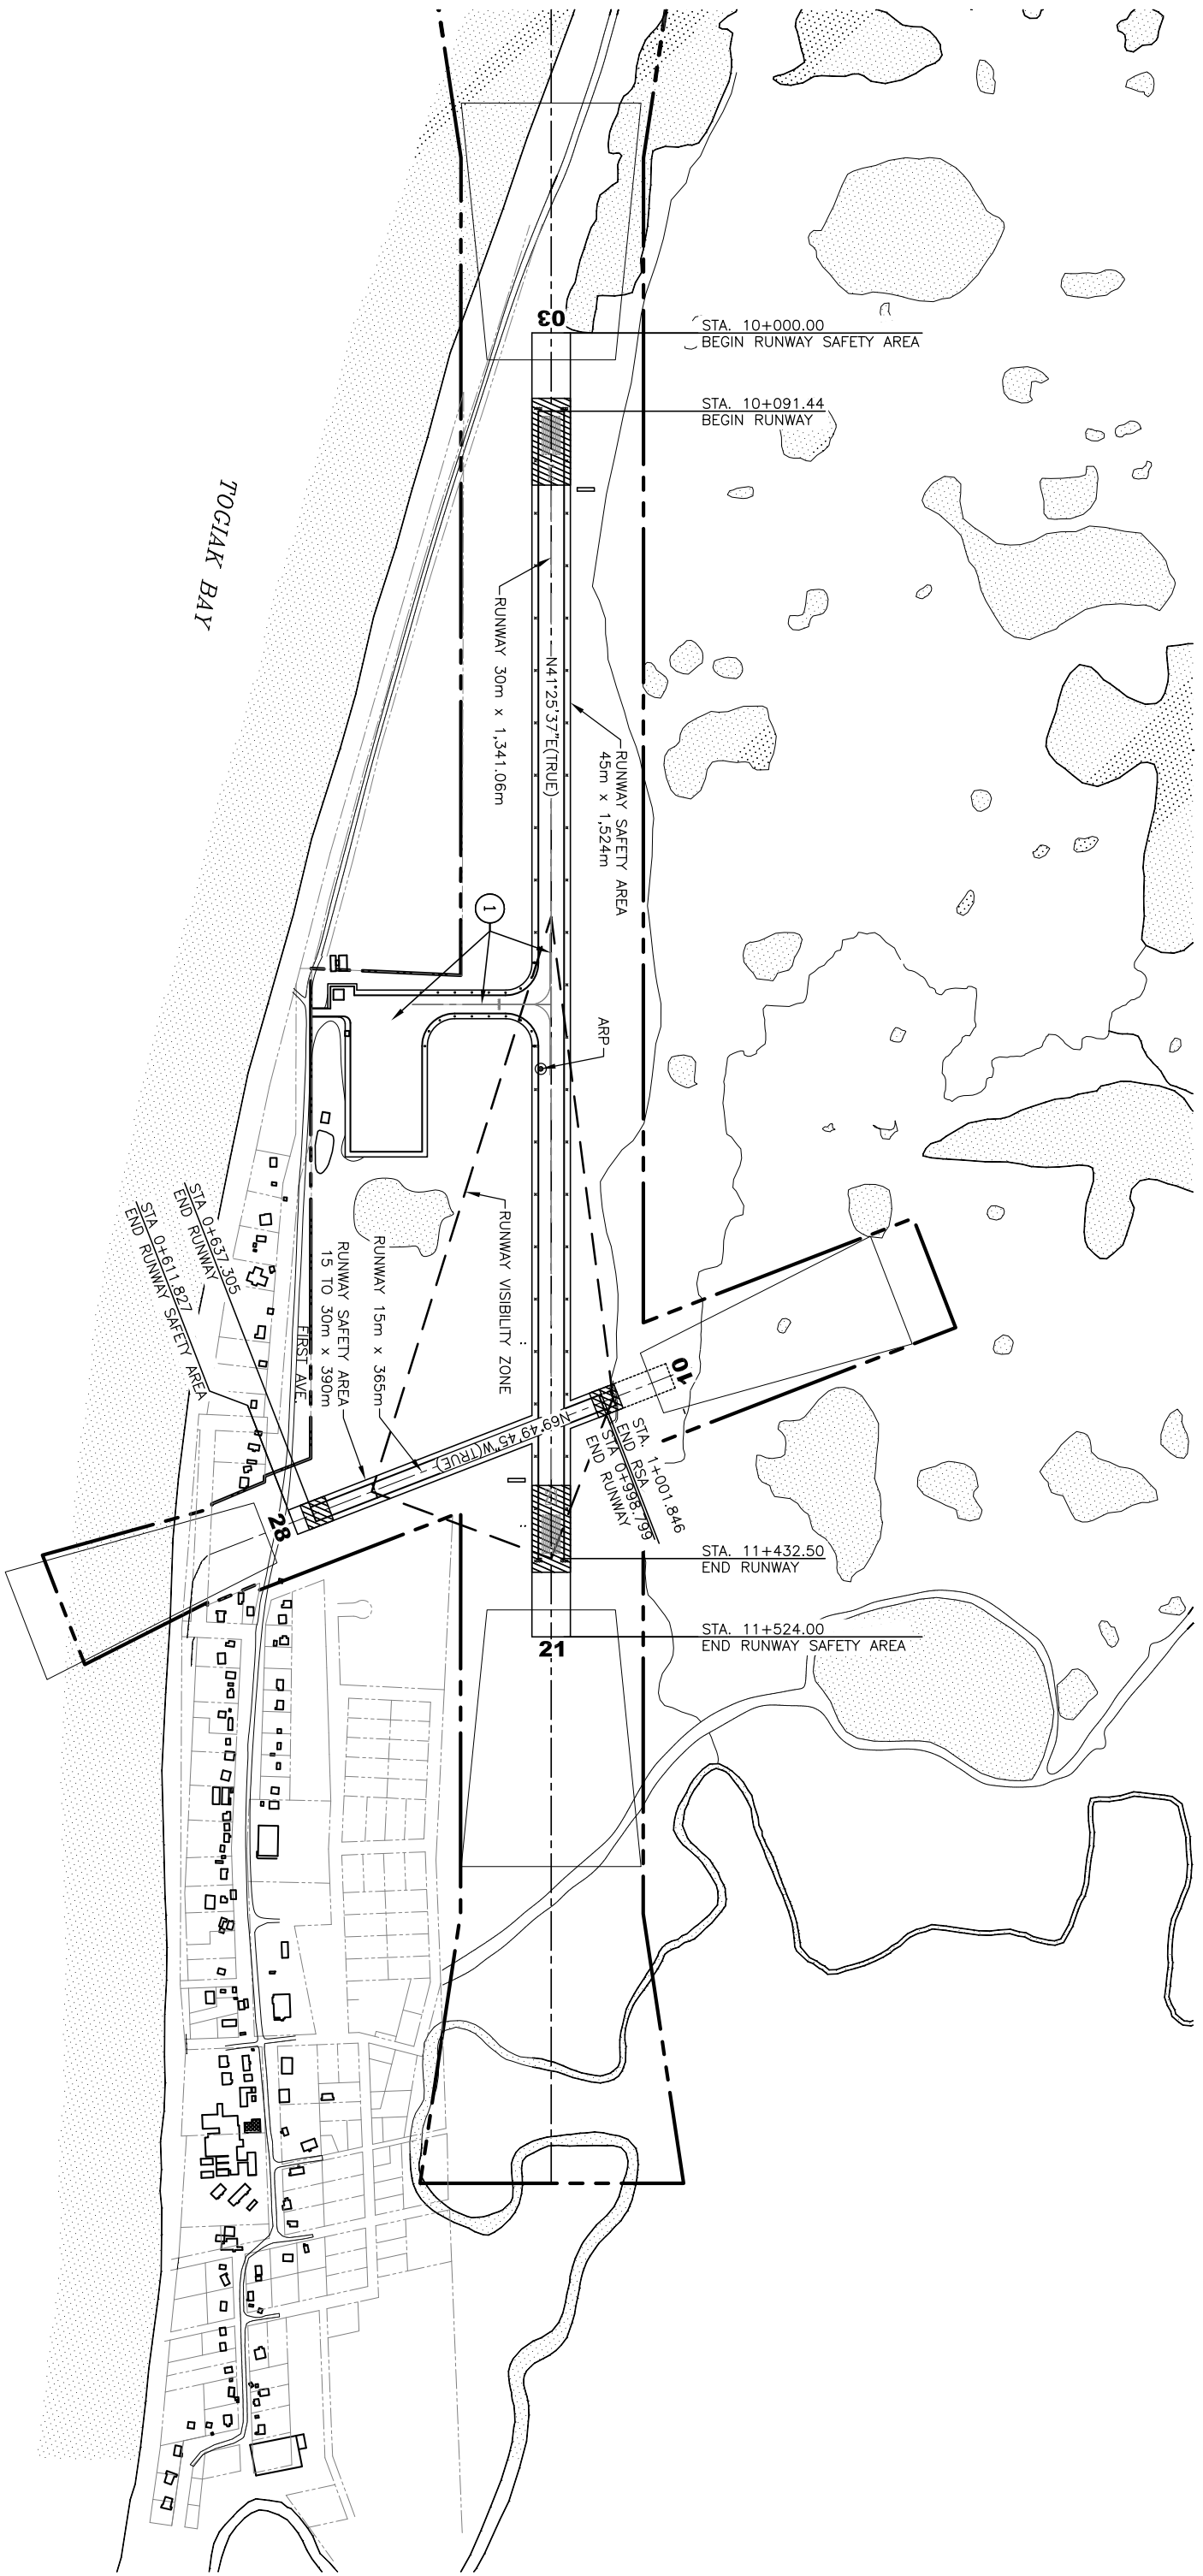 03
STA. 10+000.00
BEGIN RUNWAY SAFETY AREA
STA. 10+091.44
BEGIN RUNWAY
TOGIAK BAY
RUNWAY 30m x 1,341.06m
N41°25'37"E(TRUE)
RUNWAY SAFETY AREA
45m x 1,524m
1
ARP
RUNWAY VISIBILITY ZONE
RUNWAY 15m x 365m
RUNWAY SAFETY AREA
15 TO 30m x 390m
FIRST AVE.
STA 0+637.305
END RUNWAY
STA 0+611.827
END RUNWAY SAFETY AREA
10
N69°49'45"W(TRUE)
STA. 1+001.846
END RSA
STA 0+998.799
END RUNWAY
28
STA. 11+432.50
END RUNWAY
STA. 11+524.00
END RUNWAY SAFETY AREA
21